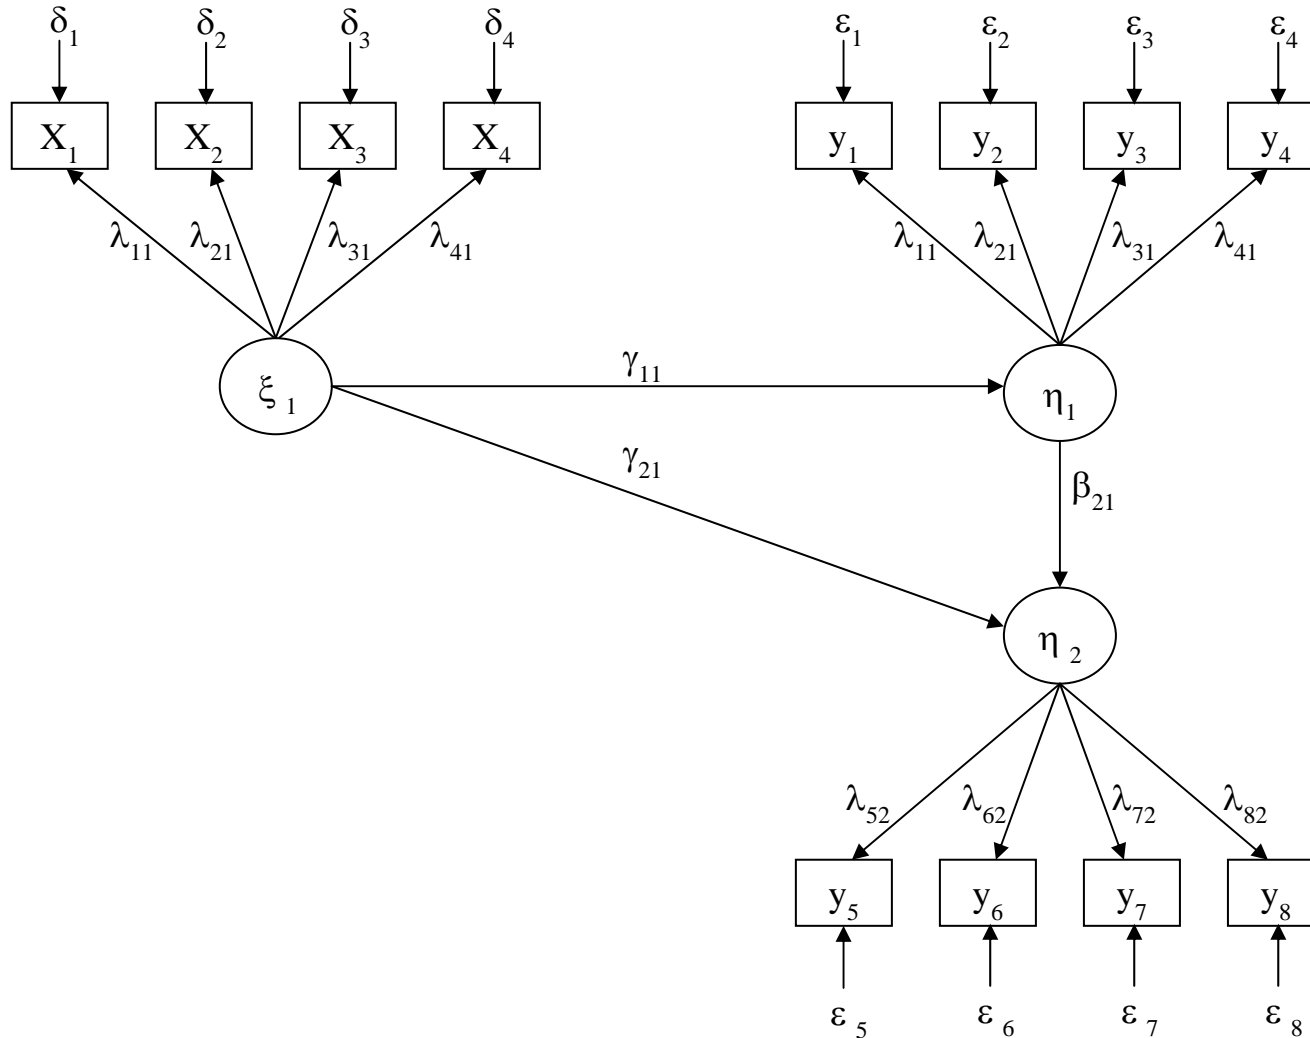 δ₁ δ₂ δ₃ δ₄ ε₁ ε₂ ε₃ ε₄
X₁ X₂ X₃ X₄ y₁ y₂ y₃ y₄
λ₁₁ λ₂₁ λ₃₁ λ₄₁ λ₁₁ λ₂₁ λ₃₁ λ₄₁
γ₁₁
ξ₁ η₁
γ₂₁
β₂₁
η₂
λ₅₂ λ₆₂ λ₇₂ λ₈₂
y₅ y₆ y₇ y₈
ε₅ ε₆ ε₇ ε₈